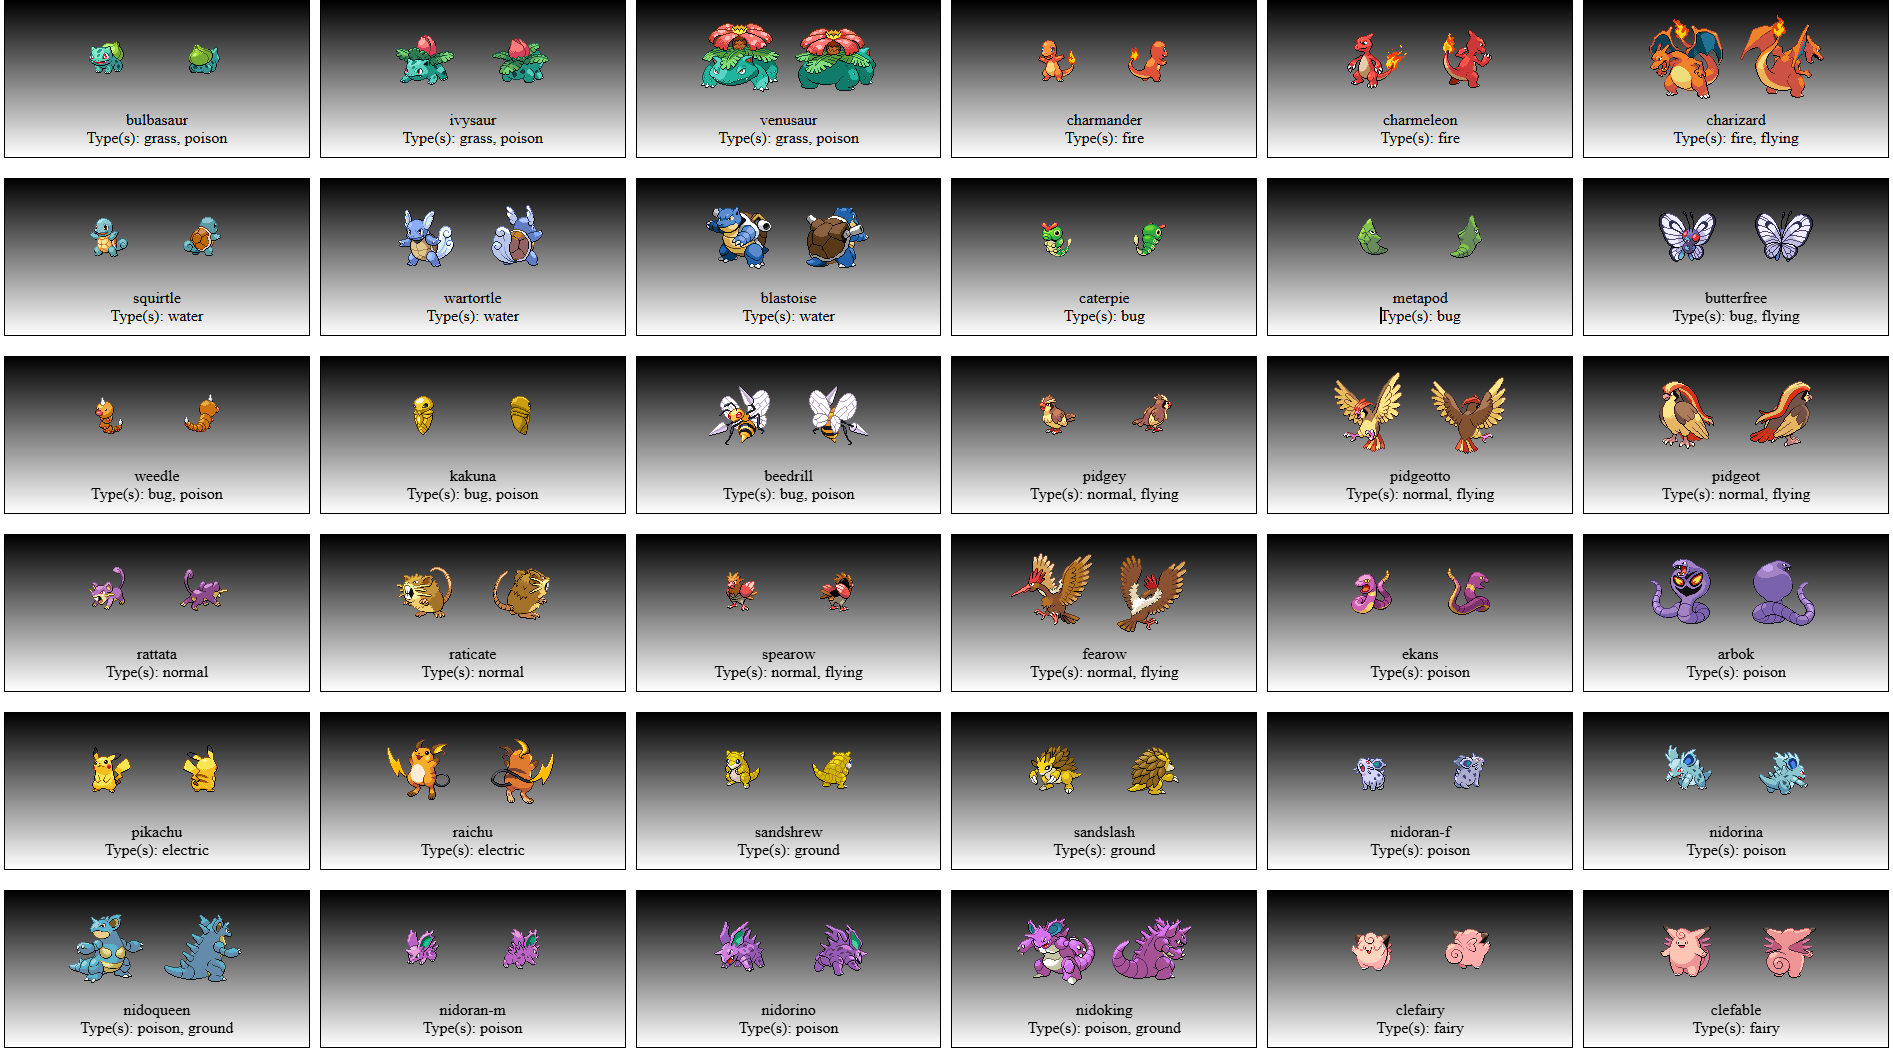 bulbasaur
Type(s): grass, poison
ivysaur
Type(s): grass, poison
venusaur
Type(s): grass, poison
charmander
Type(s): fire
charmeleon
Type(s): fire
charizard
Type(s): fire, flying
squirtle
Type(s): water
wartortle
Type(s): water
blastoise
Type(s): water
caterpie
Type(s): bug
metapod
Type(s): bug
butterfree
Type(s): bug, flying
weedle
Type(s): bug, poison
kakuna
Type(s): bug, poison
beedrill
Type(s): bug, poison
pidgey
Type(s): normal, flying
pidgeotto
Type(s): normal, flying
pidgeot
Type(s): normal, flying
rattata
Type(s): normal
raticate
Type(s): normal
spearow
Type(s): normal, flying
fearow
Type(s): normal, flying
ekans
Type(s): poison
arbok
Type(s): poison
pikachu
Type(s): electric
raichu
Type(s): electric
sandshrew
Type(s): ground
sandslash
Type(s): ground
nidoran-f
Type(s): poison
nidorina
Type(s): poison
nidoqueen
Type(s): poison, ground
nidoran-m
Type(s): poison
nidorino
Type(s): poison
nidoking
Type(s): poison, ground
clefairy
Type(s): fairy
clefable
Type(s): fairy